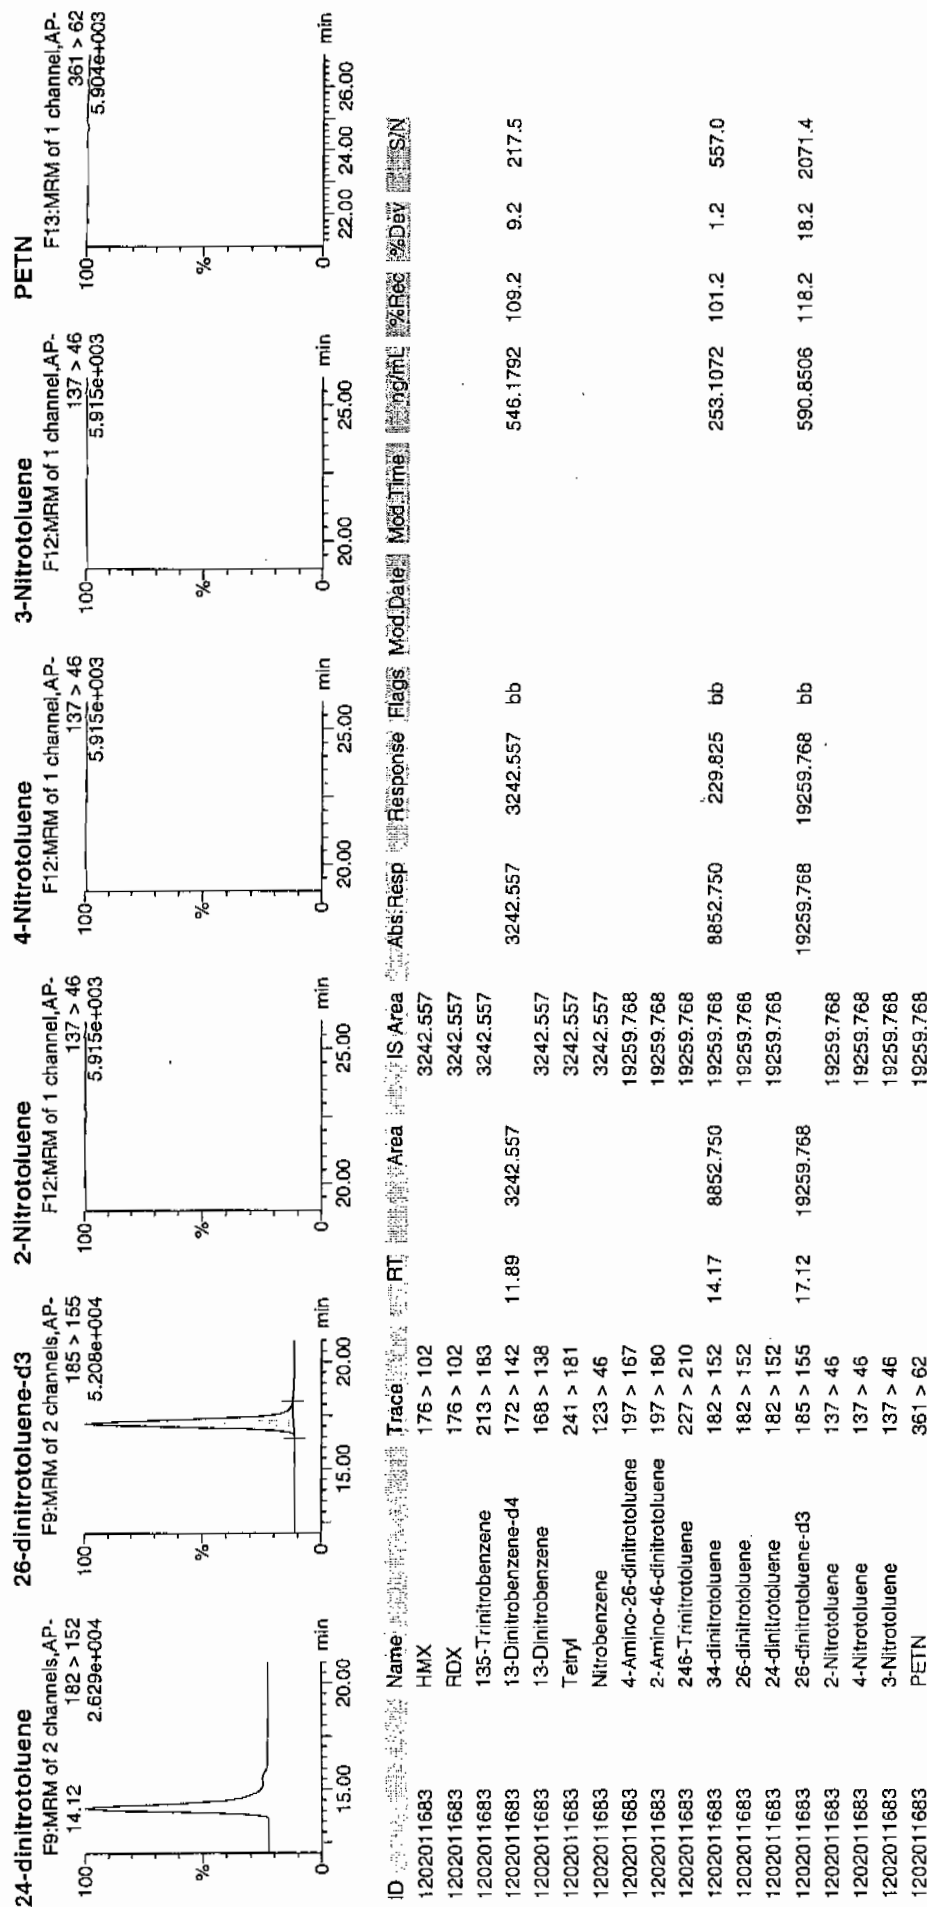 24-dinitrotoluene
F9:MRM of 2 channels,AP-
14.12 182 > 152
2.629e+004
100
%
0
15.00 20.00 min
26-dinitrotoluene-d3
F9:MRM of 2 channels,AP-
185 > 155
5.208e+004
100
%
0
15.00 20.00 min
2-Nitrotoluene
F12:MRM of 1 channel,AP-
137 > 46
5.915e+003
100
%
0
20.00 25.00 min
4-Nitrotoluene
F12:MRM of 1 channel,AP-
137 > 46
5.915e+003
100
%
0
20.00 25.00 min
3-Nitrotoluene
F12:MRM of 1 channel,AP-
137 > 46
5.915e+003
100
%
0
20.00 25.00 min
PETN
F13:MRM of 1 channel,AP-
361 > 62
5.904e+003
100
%
0
22.00 24.00 26.00 min
ID Name Trace RT Area IS Area Abs.Resp Response Flags Mod.Date Mod.Time ng/mL %Rec %Dev S/N
1202011683 HMX 176 > 102 3242.557
1202011683 RDX 176 > 102 3242.557
1202011683 135-Trinitrobenzene 213 > 183 3242.557
1202011683 13-Dinitrobenzene-d4 172 > 142 11.89 3242.557 3242.557 3242.557 bb 546.1792 109.2 9.2 217.5
1202011683 13-Dinitrobenzene 168 > 138 3242.557
1202011683 Tetryl 241 > 181 3242.557
1202011683 Nitrobenzene 123 > 46 3242.557
1202011683 4-Amino-26-dinitrotoluene 197 > 167 19259.768
1202011683 2-Amino-46-dinitrotoluene 197 > 180 19259.768
1202011683 246-Trinitrotoluene 227 > 210 19259.768
1202011683 34-dinitrotoluene 182 > 152 14.17 8852.750 19259.768 8852.750 229.825 bb 253.1072 101.2 1.2 557.0
1202011683 26-dinitrotoluene 182 > 152 19259.768
1202011683 24-dinitrotoluene 182 > 152 19259.768
1202011683 26-dinitrotoluene-d3 185 > 155 17.12 19259.768 19259.768 19259.768 bb 590.8506 118.2 18.2 2071.4
1202011683 2-Nitrotoluene 137 > 46 19259.768
1202011683 4-Nitrotoluene 137 > 46 19259.768
1202011683 3-Nitrotoluene 137 > 46 19259.768
1202011683 PETN 361 > 62 19259.768